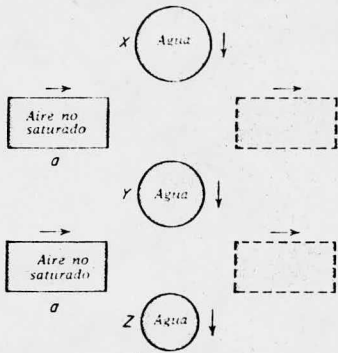 X Agua
Aire no
saturado
a
Y Agua
Aire no
saturado
a
Z Agua